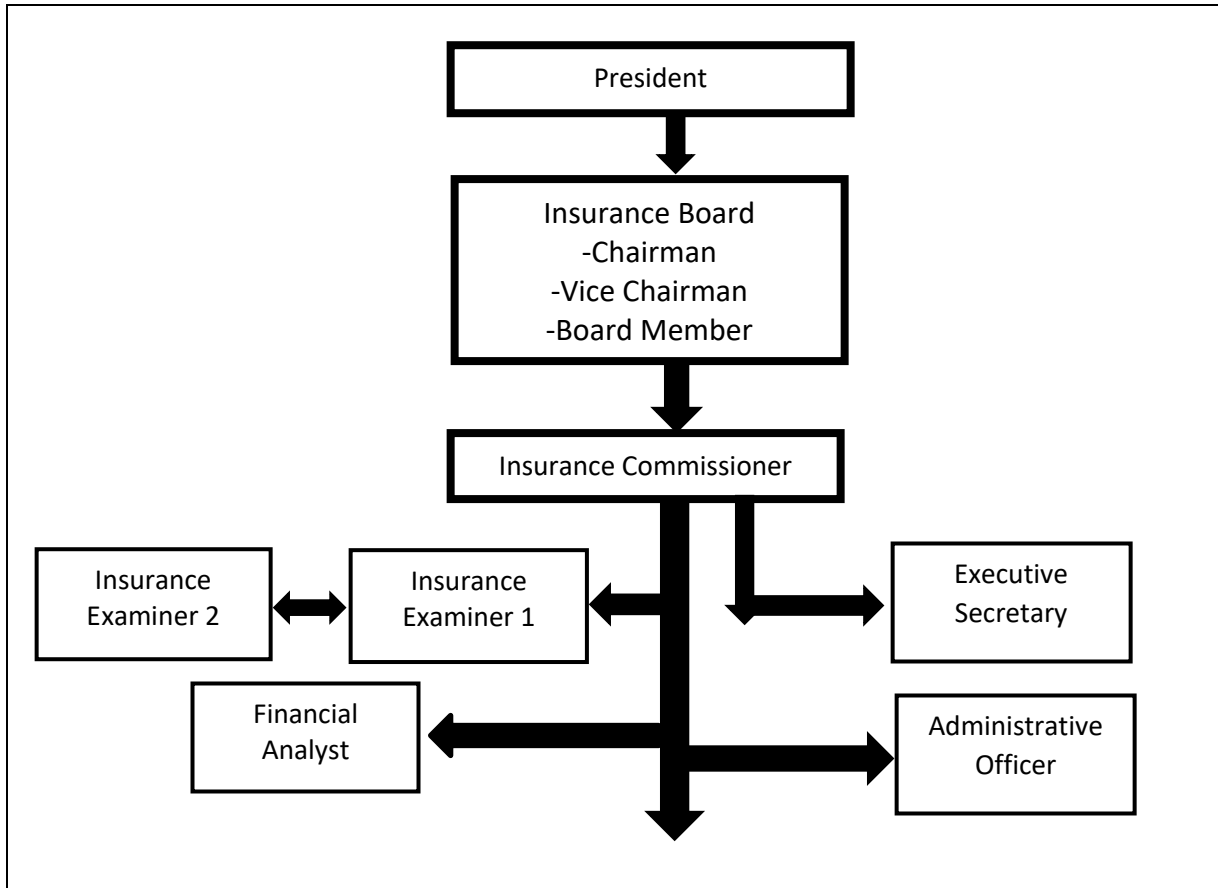 President
Insurance Board
-Chairman
-Vice Chairman
-Board Member
Insurance Commissioner
Insurance
Examiner 2
Insurance
Examiner 1
Executive
Secretary
Financial
Analyst
Administrative
Officer